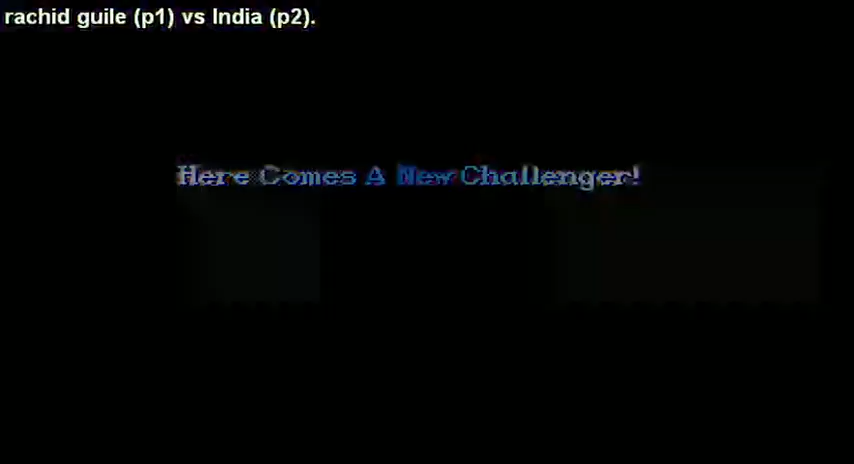 rachid guile (p1) vs India (p2).
Here Comes A New Challenger!